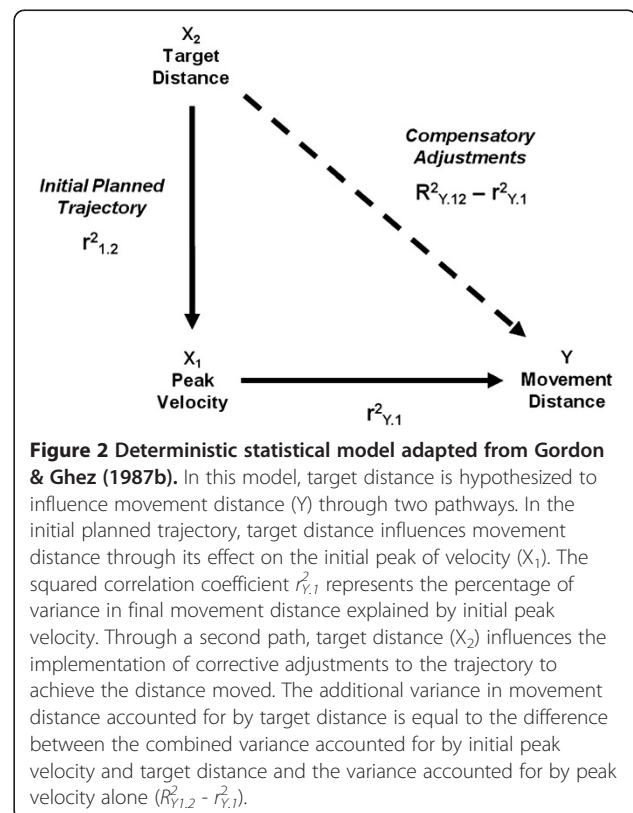 X₂
Target
Distance
Compensatory
Adjustments
R²Y.12 – r²Y.1
Initial Planned
Trajectory
r²1.2
X₁
Peak
Velocity
r²Y.1
Y
Movement
Distance
Figure 2 Deterministic statistical model adapted from Gordon
& Ghez (1987b). In this model, target distance is hypothesized to
influence movement distance (Y) through two pathways. In the
initial planned trajectory, target distance influences movement
distance through its effect on the initial peak of velocity (X₁). The
squared correlation coefficient r²Y.1 represents the percentage of
variance in final movement distance explained by initial peak
velocity. Through a second path, target distance (X₂) influences the
implementation of corrective adjustments to the trajectory to
achieve the distance moved. The additional variance in movement
distance accounted for by target distance is equal to the difference
between the combined variance accounted for by initial peak
velocity and target distance and the variance accounted for by peak
velocity alone (R²Y1.2 - r²Y.1).